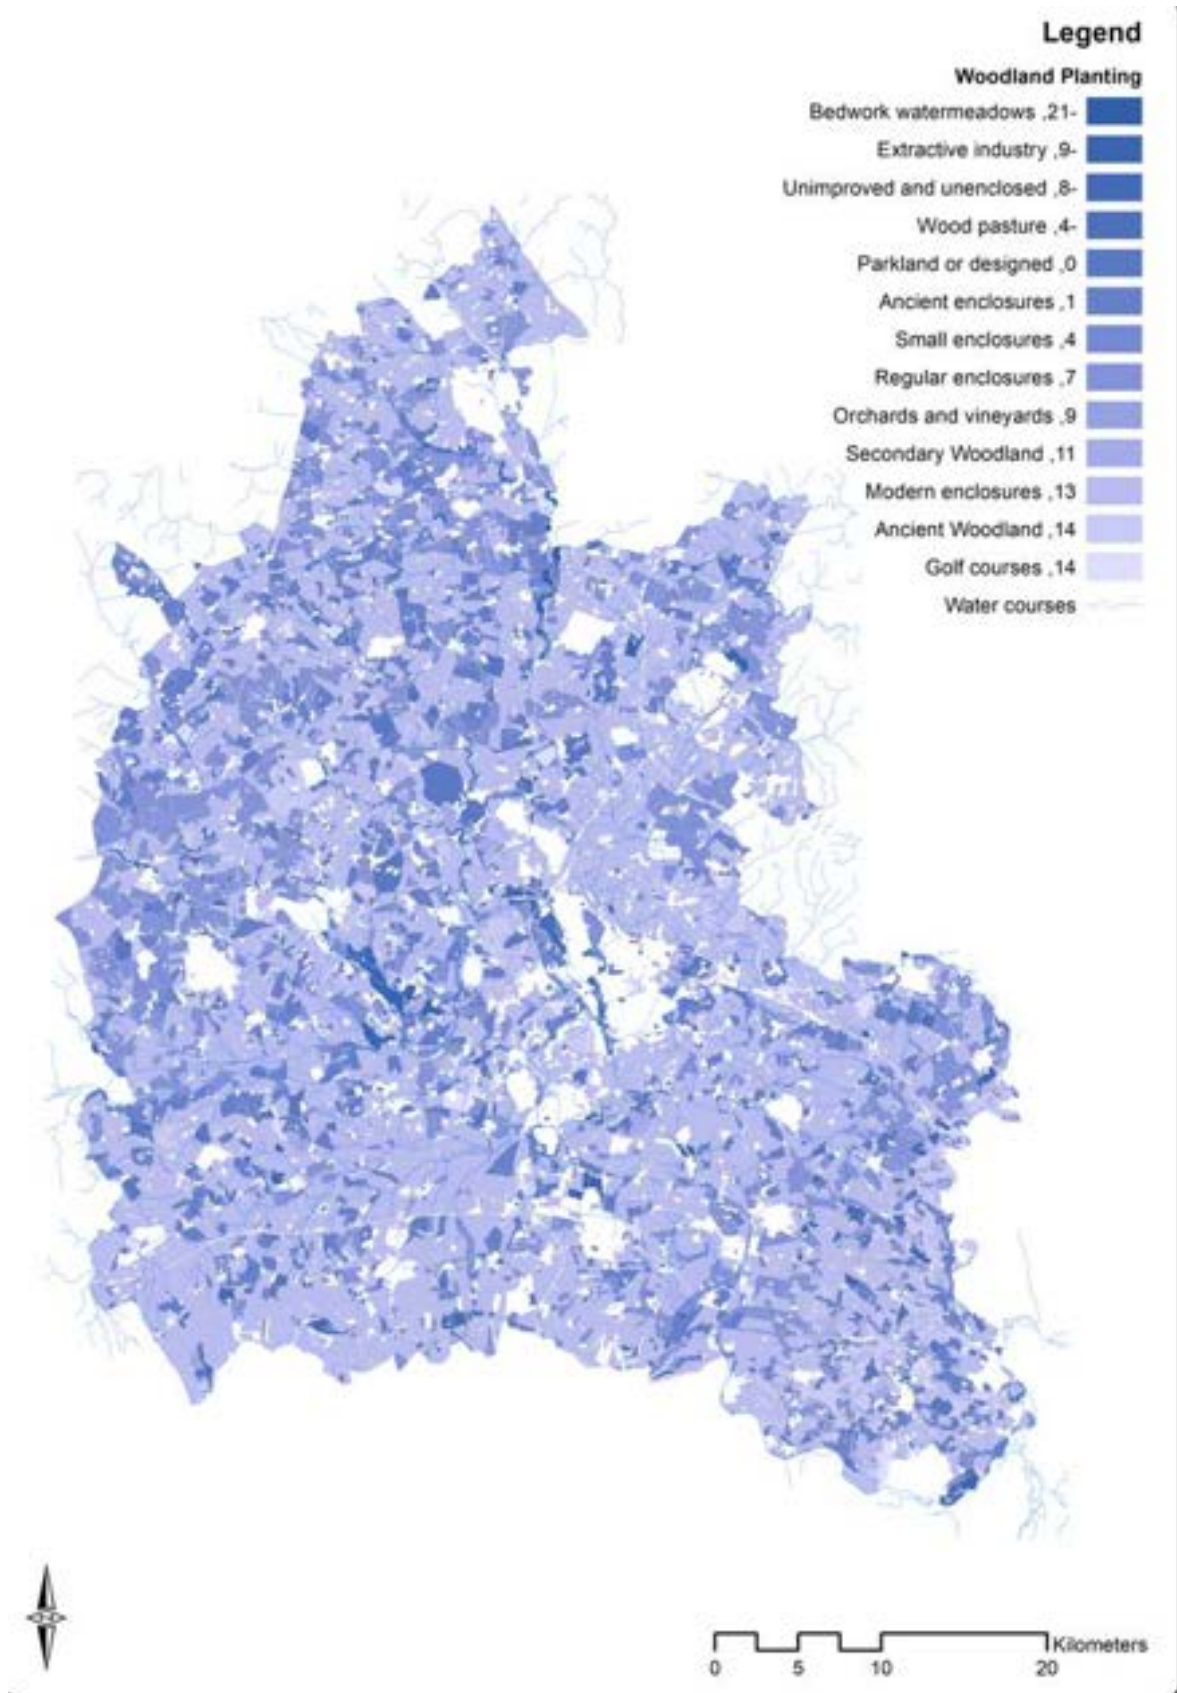 Legend
Woodland Planting
Bedwork watermeadows ,21-
Extractive industry ,9-
Unimproved and unenclosed ,8-
Wood pasture ,4-
Parkland or designed ,0
Ancient enclosures ,1
Small enclosures ,4
Regular enclosures ,7
Orchards and vineyards ,9
Secondary Woodland ,11
Modern enclosures ,13
Ancient Woodland ,14
Golf courses ,14
Water courses
Kilometers
0 5 10 20